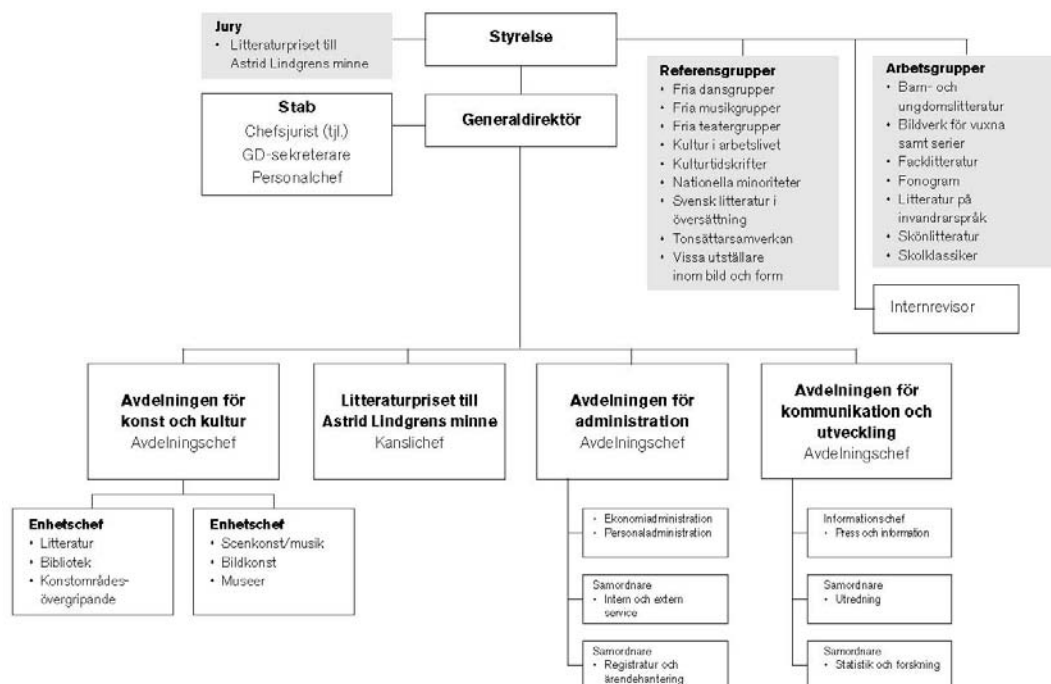 Jury
• Litteraturpriset till
Astrid Lindgrens minne
Styrelse
Stab
Chefsjurist (tjl.)
GD-sekreterare
Personalchef
Generaldirektör
Referensgrupper
• Fria dansgrupper
• Fria musikgrupper
• Fria teatergrupper
• Kultur i arbetslivet
• Kulturtidskrifter
• Nationella minoriteter
• Svensk litteratur i
översättning
• Tonsättarsamverkan
• Vissa utställare
inom bild och form
Arbetsgrupper
• Barn- och
ungdomslitteratur
• Bildverk för vuxna
samt serier
• Facklitteratur
• Fonogram
• Litteratur på
invandrarspråk
• Skönlitteratur
• Skolklassiker
Internrevisor
Avdelningen för
konst och kultur
Avdelningschef
Litteraturpriset till
Astrid Lindgrens minne
Kanslichef
Avdelningen för
administration
Avdelningschef
Avdelningen för
kommunikation och
utveckling
Avdelningschef
Enhetschef
• Litteratur
• Bibliotek
• Konstområdes-
övergripande
Enhetschef
• Scenkonst/musik
• Bildkonst
• Museer
• Ekonomiadministration
• Personaladministration
Samordnare
• Intern och extern
service
Samordnare
• Registratur och
ärendehantering
Informationschef
• Press och information
Samordnare
• Utredning
Samordnare
• Statistik och forskning